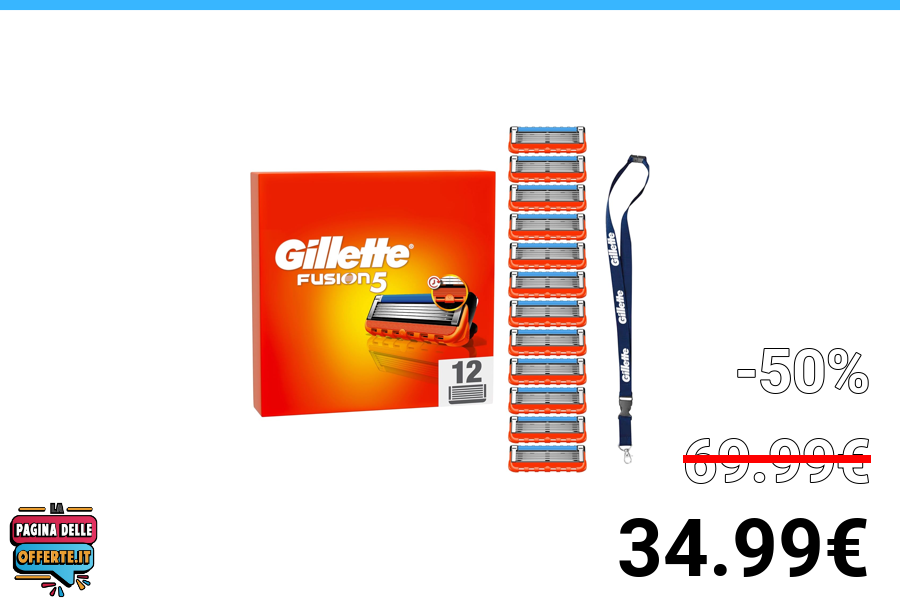 Gillette®
FUSION5
12
Gillette
Gillette
Gillette
-50%
69.99€
34.99€
LA
PAGINA DELLE
OFFERTE.IT